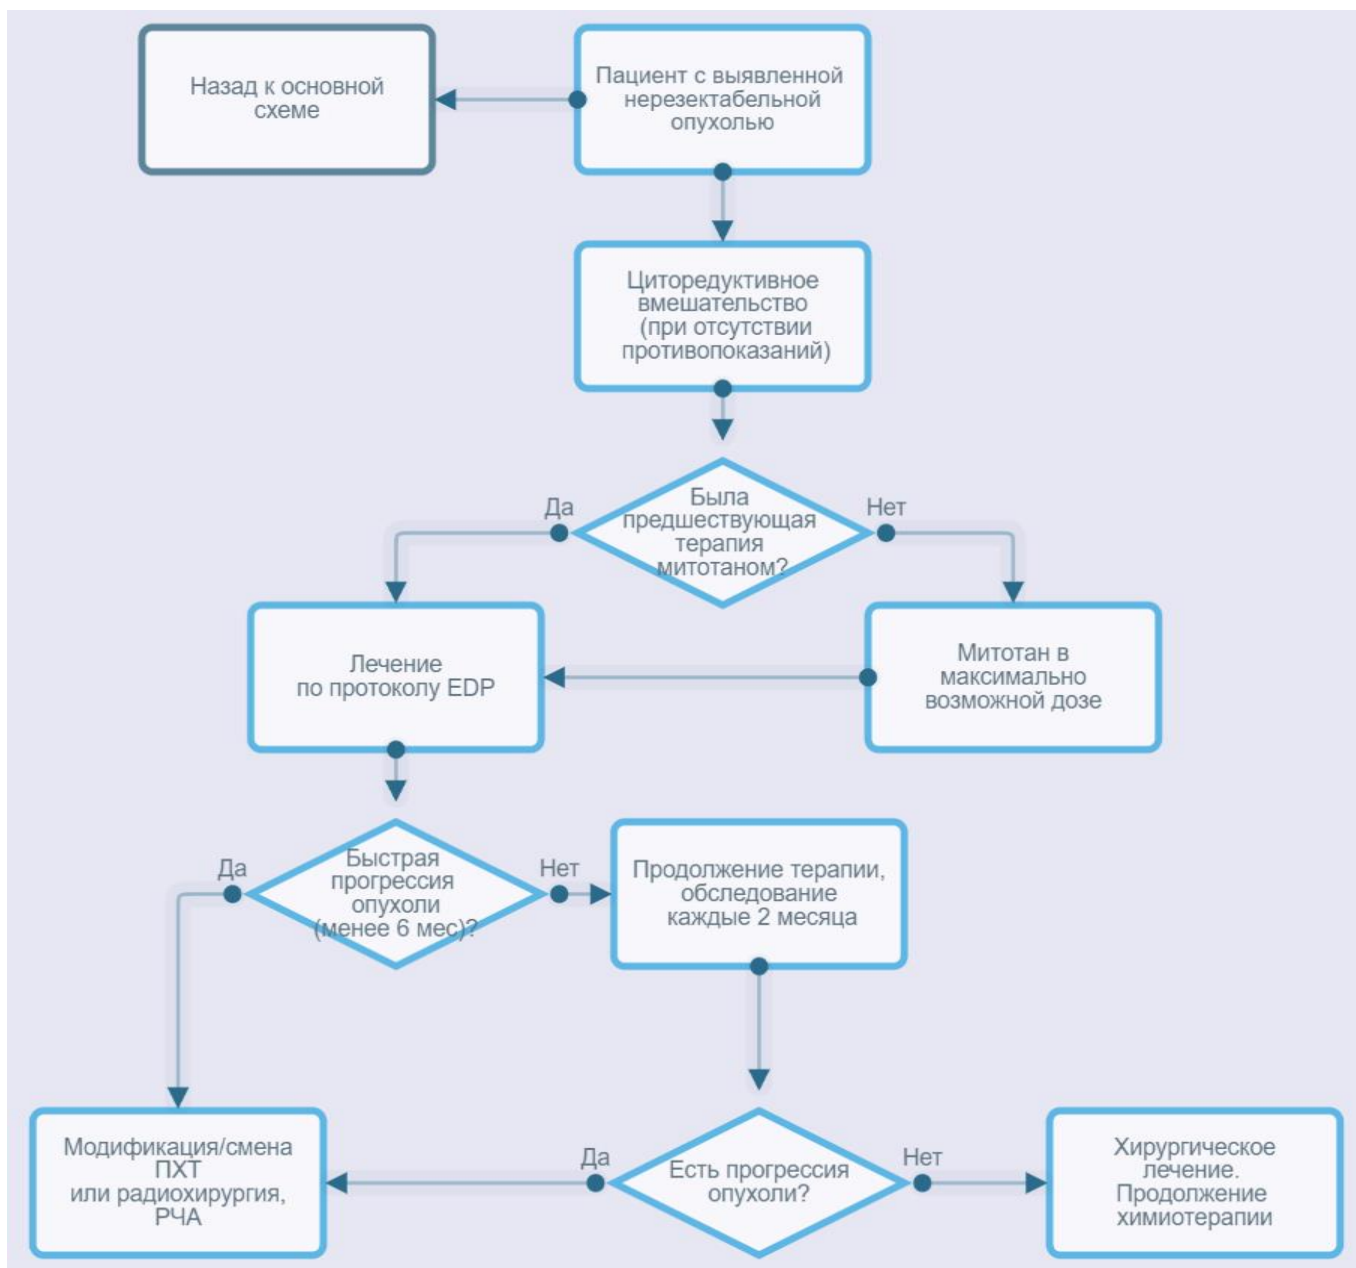 Назад к основной
схеме
Пациент с выявленной
нерезектабельной
опухолью
Циторедуктивное
вмешательство
(при отсутствии
противопоказаний)
Была
предшествующая
терапия
митотаном?
Да
Нет
Лечение
по протоколу EDP
Митотан в
максимально
возможной дозе
Быстрая
прогрессия
опухоли
(менее 6 мес)?
Да
Нет
Продолжение терапии,
обследование
каждые 2 месяца
Модификация/смена
ПХТ
или радиохирургия,
РЧА
Да
Есть прогрессия
опухоли?
Нет
Хирургическое
лечение.
Продолжение
химиотерапии